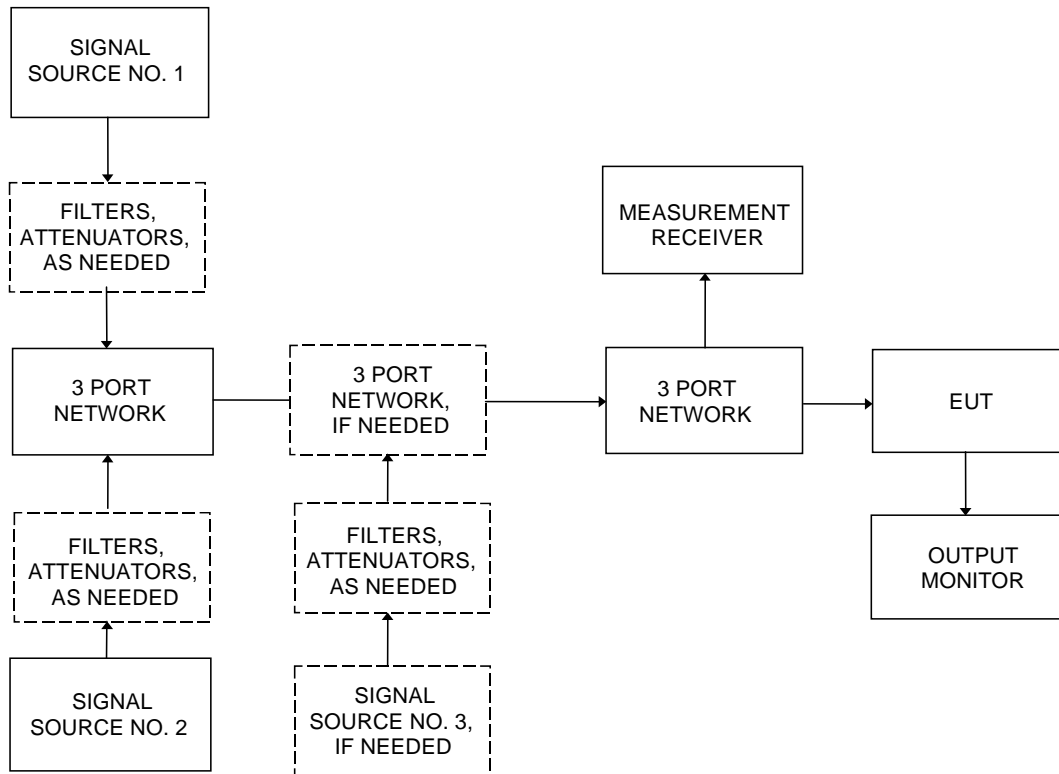 SIGNAL
SOURCE NO. 1
FILTERS,
ATTENUATORS,
AS NEEDED
MEASUREMENT
RECEIVER
3 PORT
NETWORK
3 PORT
NETWORK,
IF NEEDED
3 PORT
NETWORK
EUT
FILTERS,
ATTENUATORS,
AS NEEDED
FILTERS,
ATTENUATORS,
AS NEEDED
OUTPUT
MONITOR
SIGNAL
SOURCE NO. 2
SIGNAL
SOURCE NO. 3,
IF NEEDED